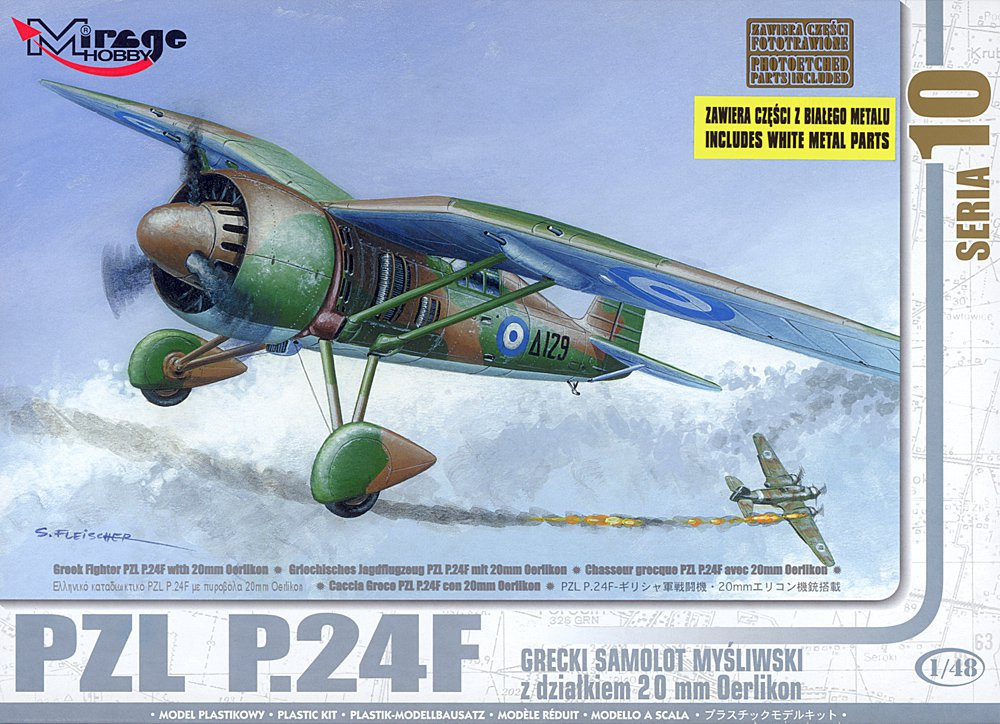 Mirage®
HOBBY
ZAWIERA CZĘŚCI
FOTOTRAWIONE
PHOTOETCHED
PARTS INCLUDED
ZAWIERA CZĘŚCI Z BIAŁEGO METALU
INCLUDES WHITE METAL PARTS
SERIA 10
Δ129
S. FLEISCHER
Greek Fighter PZL P.24F with 20mm Oerlikon * Griechisches Jagdflugzeug PZL P.24F mit 20mm Oerlikon * Chasseur grecque PZL P.24F avec 20mm Oerlikon *
Ελληνικό καταδιωκτικό PZL P.24F με πυροβόλα 20mm Oerlikon * Caccia Greco PZL P.24F con 20mm Oerlikon * PZL P.24F-ギリシャ軍戦闘機・20mmエリコン機銃搭載
326 GRN
63
PZL P.24F
GRECKI SAMOLOT MYŚLIWSKI
z działkiem 20 mm Oerlikon
1/48
• MODEL PLASTIKOWY • PLASTIC KIT • PLASTIK-MODELLBAUSATZ • MODÈLE RÉDUIT • MODELLO A SCALA • プラスチックモデルキット •